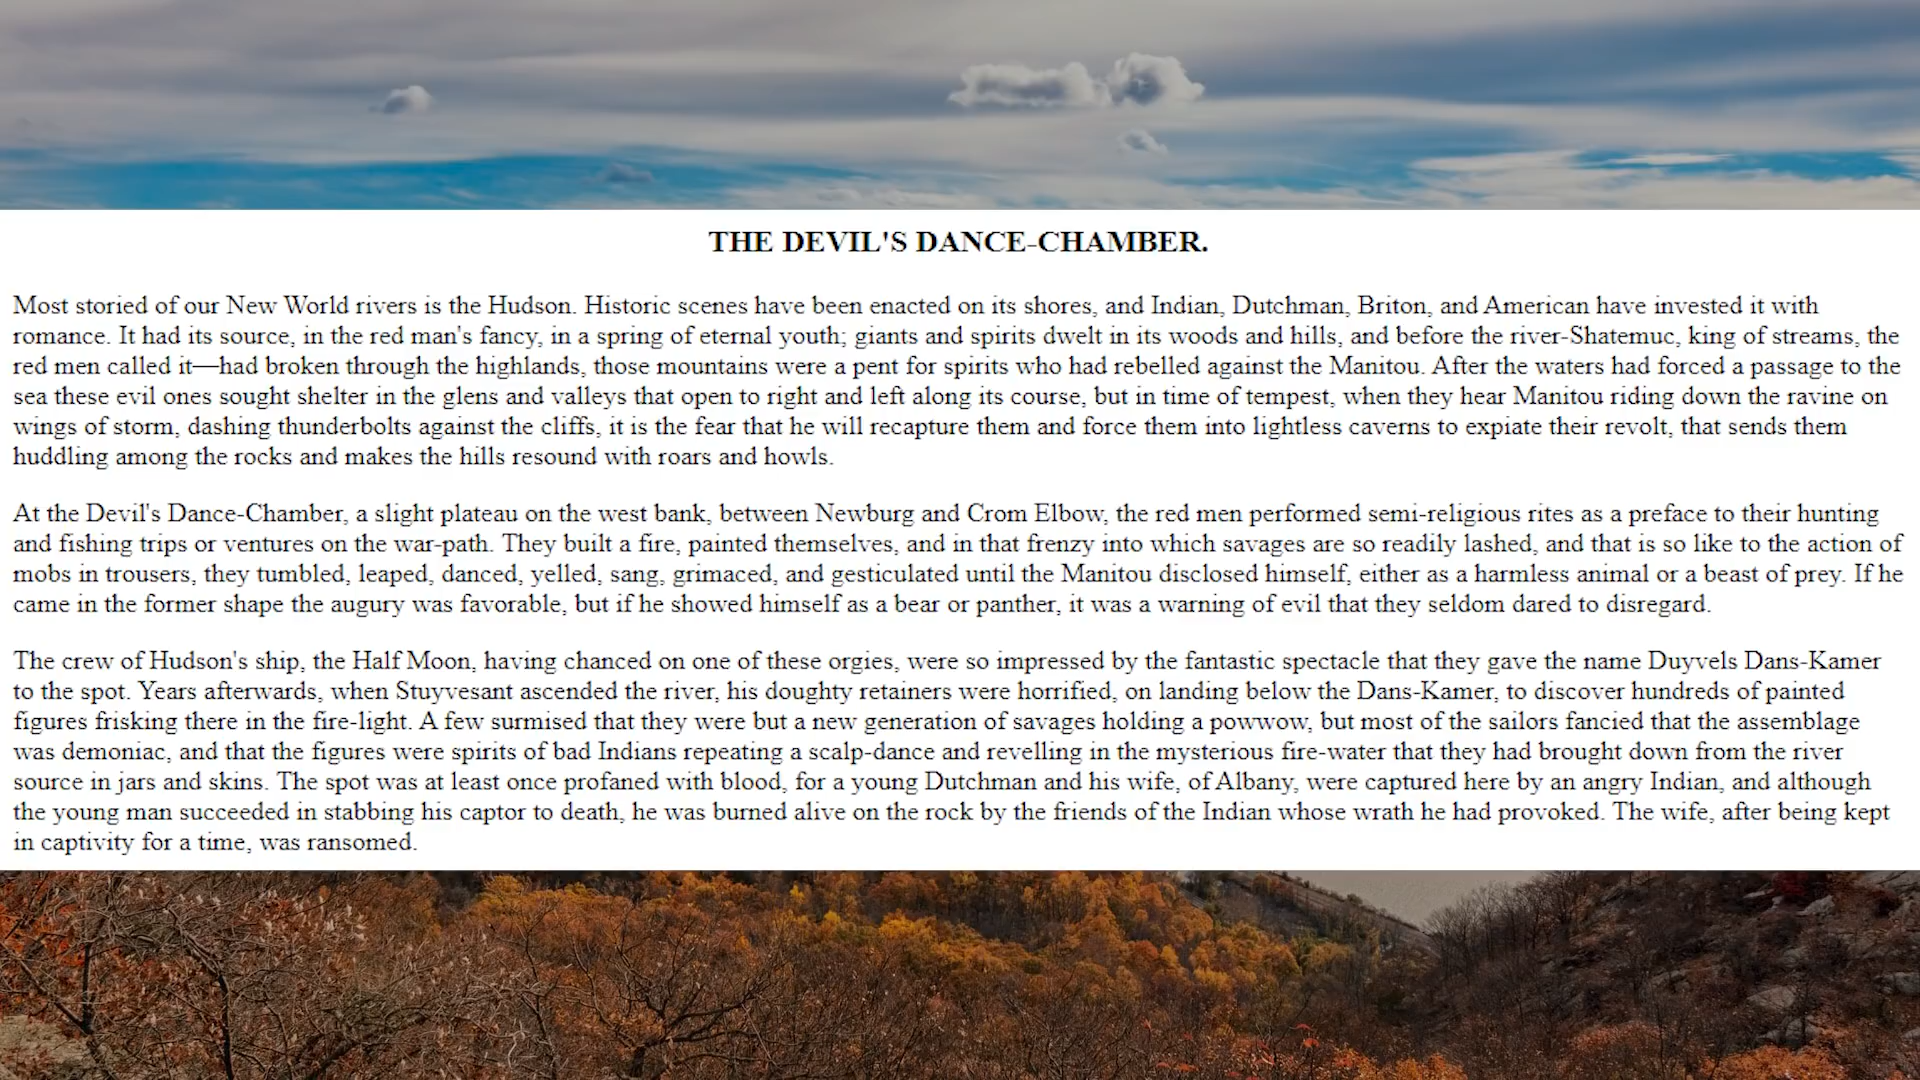 THE DEVIL'S DANCE-CHAMBER.
Most storied of our New World rivers is the Hudson. Historic scenes have been enacted on its shores, and Indian, Dutchman, Briton, and American have invested it with
romance. It had its source, in the red man's fancy, in a spring of eternal youth; giants and spirits dwelt in its woods and hills, and before the river-Shatemuc, king of streams, the
red men called it—had broken through the highlands, those mountains were a pent for spirits who had rebelled against the Manitou. After the waters had forced a passage to the
sea these evil ones sought shelter in the glens and valleys that open to right and left along its course, but in time of tempest, when they hear Manitou riding down the ravine on
wings of storm, dashing thunderbolts against the cliffs, it is the fear that he will recapture them and force them into lightless caverns to expiate their revolt, that sends them
huddling among the rocks and makes the hills resound with roars and howls.
At the Devil's Dance-Chamber, a slight plateau on the west bank, between Newburg and Crom Elbow, the red men performed semi-religious rites as a preface to their hunting
and fishing trips or ventures on the war-path. They built a fire, painted themselves, and in that frenzy into which savages are so readily lashed, and that is so like to the action of
mobs in trousers, they tumbled, leaped, danced, yelled, sang, grimaced, and gesticulated until the Manitou disclosed himself, either as a harmless animal or a beast of prey. If he
came in the former shape the augury was favorable, but if he showed himself as a bear or panther, it was a warning of evil that they seldom dared to disregard.
The crew of Hudson's ship, the Half Moon, having chanced on one of these orgies, were so impressed by the fantastic spectacle that they gave the name Duyvels Dans-Kamer
to the spot. Years afterwards, when Stuyvesant ascended the river, his doughty retainers were horrified, on landing below the Dans-Kamer, to discover hundreds of painted
figures frisking there in the fire-light. A few surmised that they were but a new generation of savages holding a powwow, but most of the sailors fancied that the assemblage
was demoniac, and that the figures were spirits of bad Indians repeating a scalp-dance and revelling in the mysterious fire-water that they had brought down from the river
source in jars and skins. The spot was at least once profaned with blood, for a young Dutchman and his wife, of Albany, were captured here by an angry Indian, and although
the young man succeeded in stabbing his captor to death, he was burned alive on the rock by the friends of the Indian whose wrath he had provoked. The wife, after being kept
in captivity for a time, was ransomed.